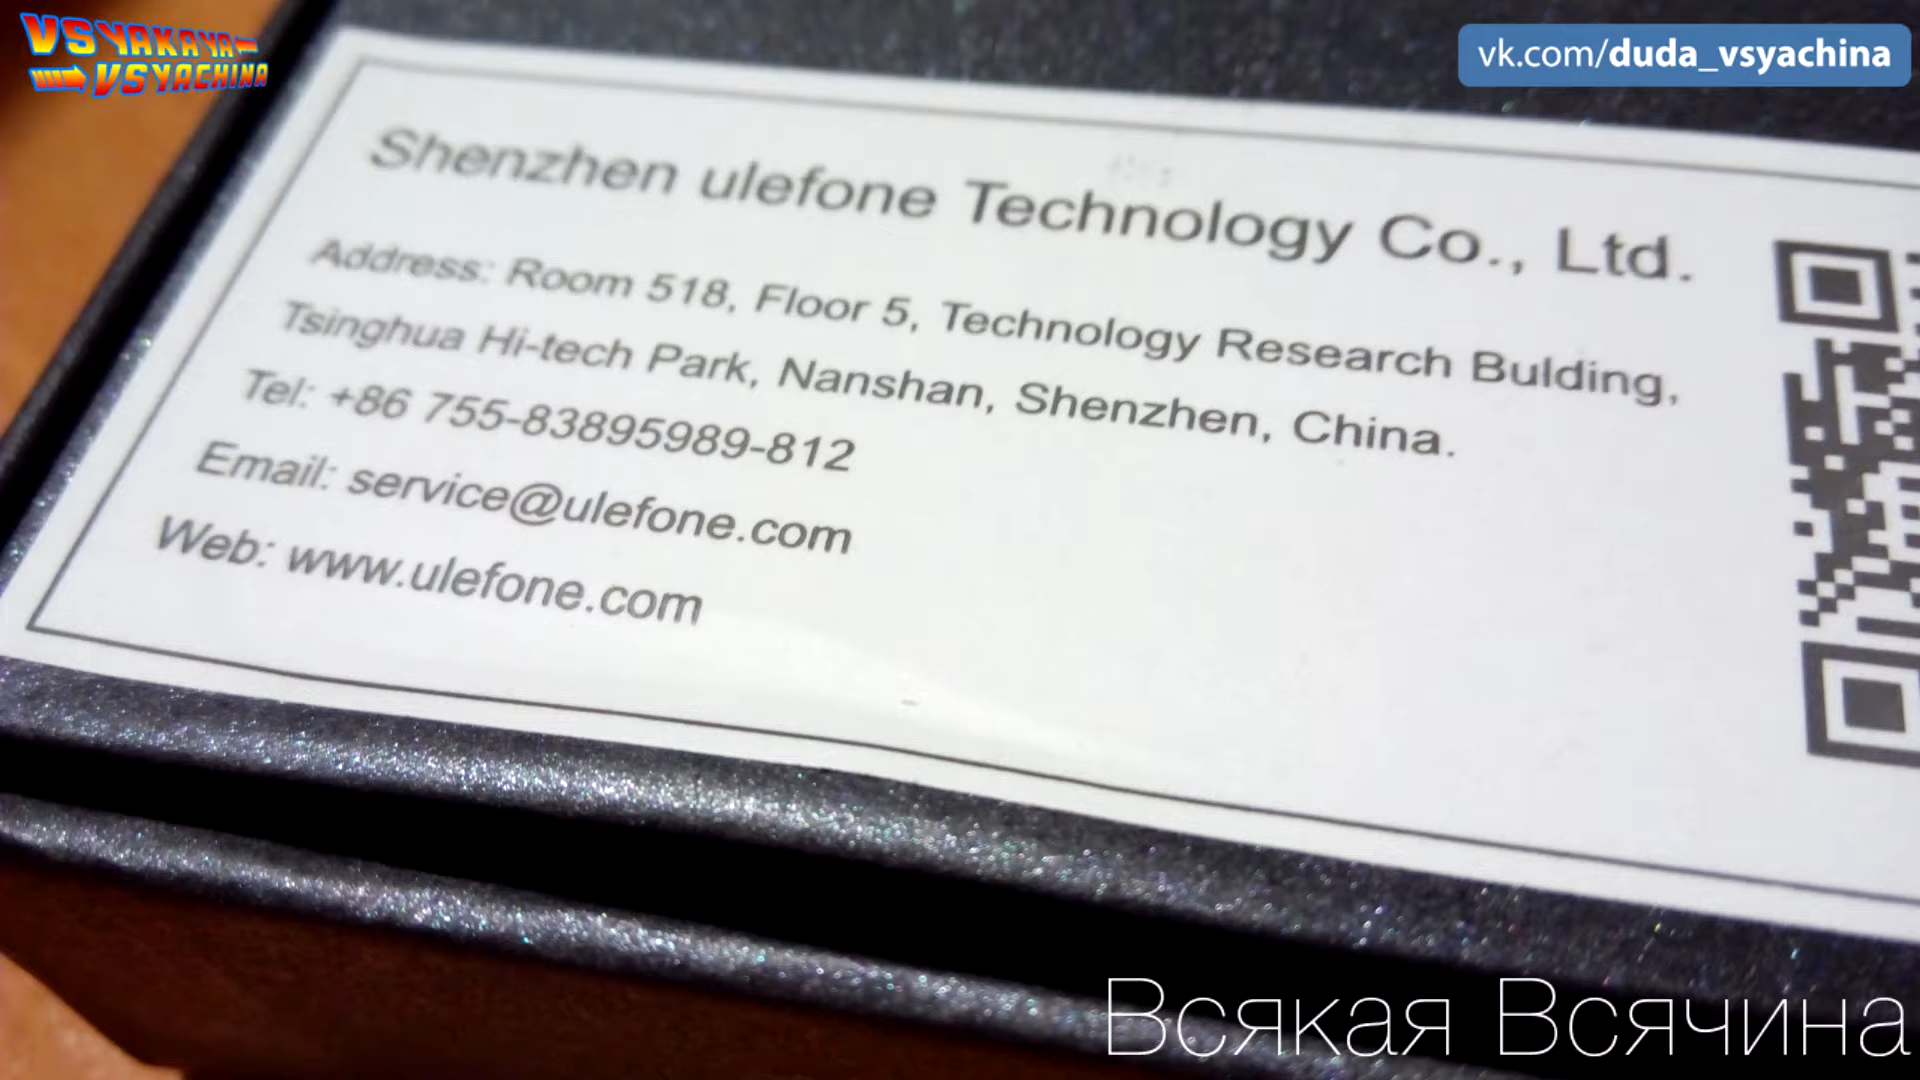 VSYAKAYA-
VSYACHINA
vk.com/duda_vsyachina
Shenzhen ulefone Technology Co., Ltd.
Address: Room 518, Floor 5, Technology Research Bulding,
Tsinghua Hi-tech Park, Nanshan, Shenzhen, China.
Tel: +86 755-83895989-812
Email: service@ulefone.com
Web: www.ulefone.com
Всякая Всячина